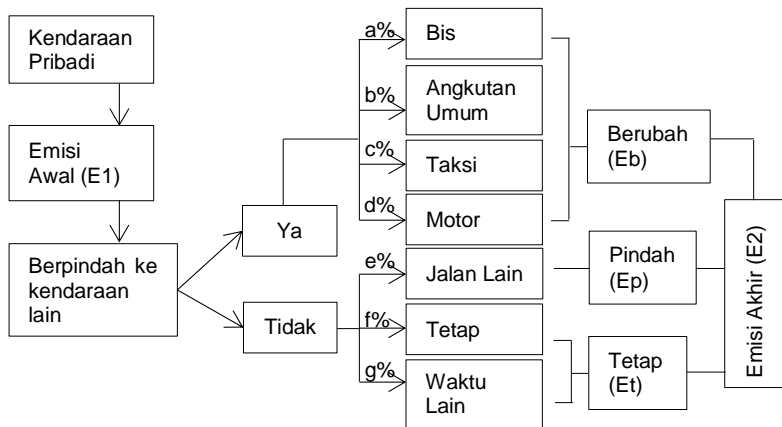 Kendaraan
Pribadi
Emisi
Awal (E1)
Berpindah ke
kendaraan
lain
Ya
Tidak
a%
Bis
b%
Angkutan
Umum
c%
Taksi
d%
Motor
e%
Jalan Lain
f%
Tetap
g%
Waktu
Lain
Berubah
(Eb)
Pindah
(Ep)
Tetap
(Et)
Emisi Akhir (E2)